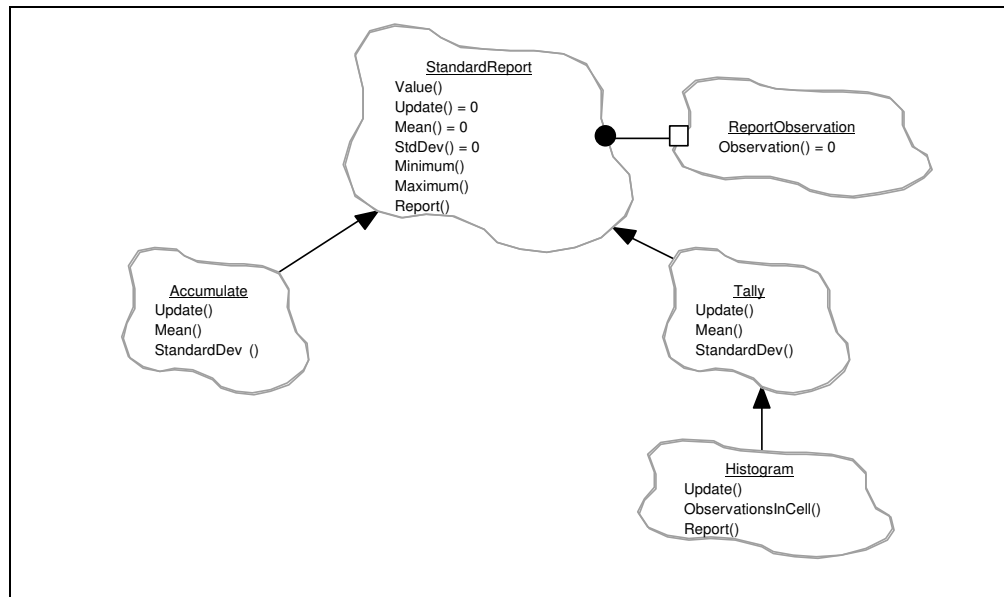 StandardReport
Value()
Update() = 0
Mean() = 0
StdDev() = 0
Minimum()
Maximum()
Report()
ReportObservation
Observation() = 0
Accumulate
Update()
Mean()
StandardDev ()
Tally
Update()
Mean()
StandardDev()
Histogram
Update()
ObservationsInCell()
Report()